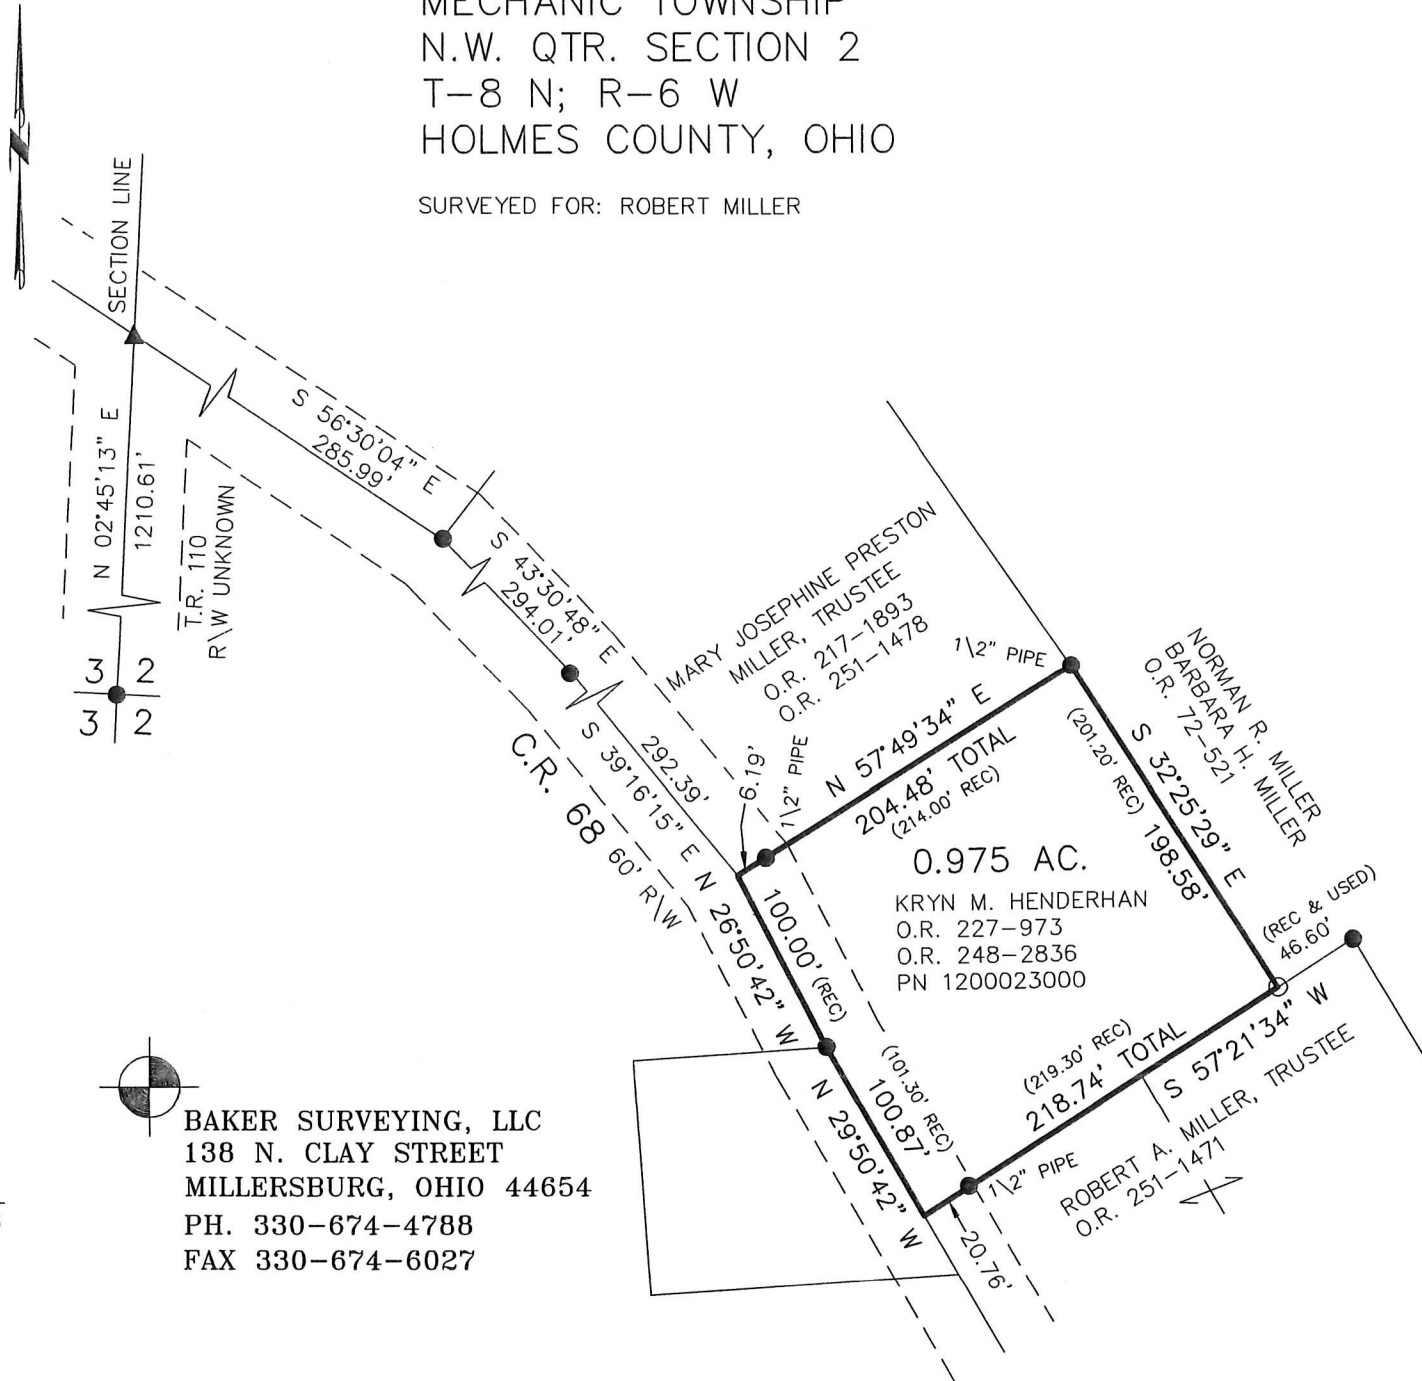 MECHANIC TOWNSHIP
N.W. QTR. SECTION 2
T-8 N; R-6 W
HOLMES COUNTY, OHIO
SURVEYED FOR: ROBERT MILLER
SECTION LINE
N 02°45'13" E
1210.61'
T.R. 110
R\W UNKNOWN
3 2
3 2
S 56°30'04" E
285.99'
S 43°30'48" E
294.01'
S 39°16'15" E
292.39'
C.R. 68 60' R\W
MARY JOSEPHINE PRESTON
MILLER, TRUSTEE
O.R. 217-1893
O.R. 251-1478
1\2" PIPE
6.19'
1\2" PIPE
N 57°49'34" E
204.48' TOTAL
(214.00' REC)
NORMAN R. MILLER
BARBARA H. MILLER
O.R. 72-521
S 32°25'29" E
(201.20' REC) 198.58'
0.975 AC.
KRYN M. HENDERHAN
O.R. 227-973
O.R. 248-2836
PN 1200023000
(REC & USED)
46.60'
N 26°50'42" W
100.00' (REC)
N 29°50'42" W
(101.30' REC)
100.87'
(219.30' REC)
218.74' TOTAL
S 57°21'34" W
1\2" PIPE
20.76'
ROBERT A. MILLER, TRUSTEE
O.R. 251-1471
BAKER SURVEYING, LLC
138 N. CLAY STREET
MILLERSBURG, OHIO 44654
PH. 330-674-4788
FAX 330-674-6027